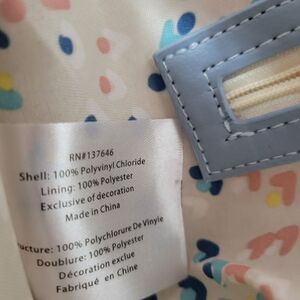 RN#137646
Shell: 100% Polyvinyl Chloride
Lining: 100% Polyester
Exclusive of decoration
Made in China
ucture: 100% Polychlorure De Vinyle
Doublure: 100% Polyester
Décoration exclue
Fabriqué en Chine